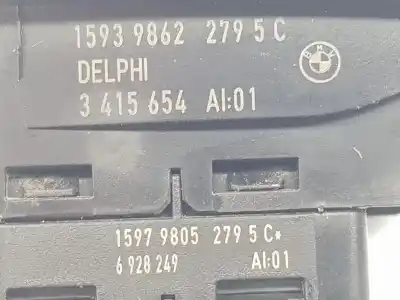 1593 9862 279 5 C
DELPHI
BMW
3 415 654 AI:01
1597 9805 279 5 C*
6 928 249 AI:01